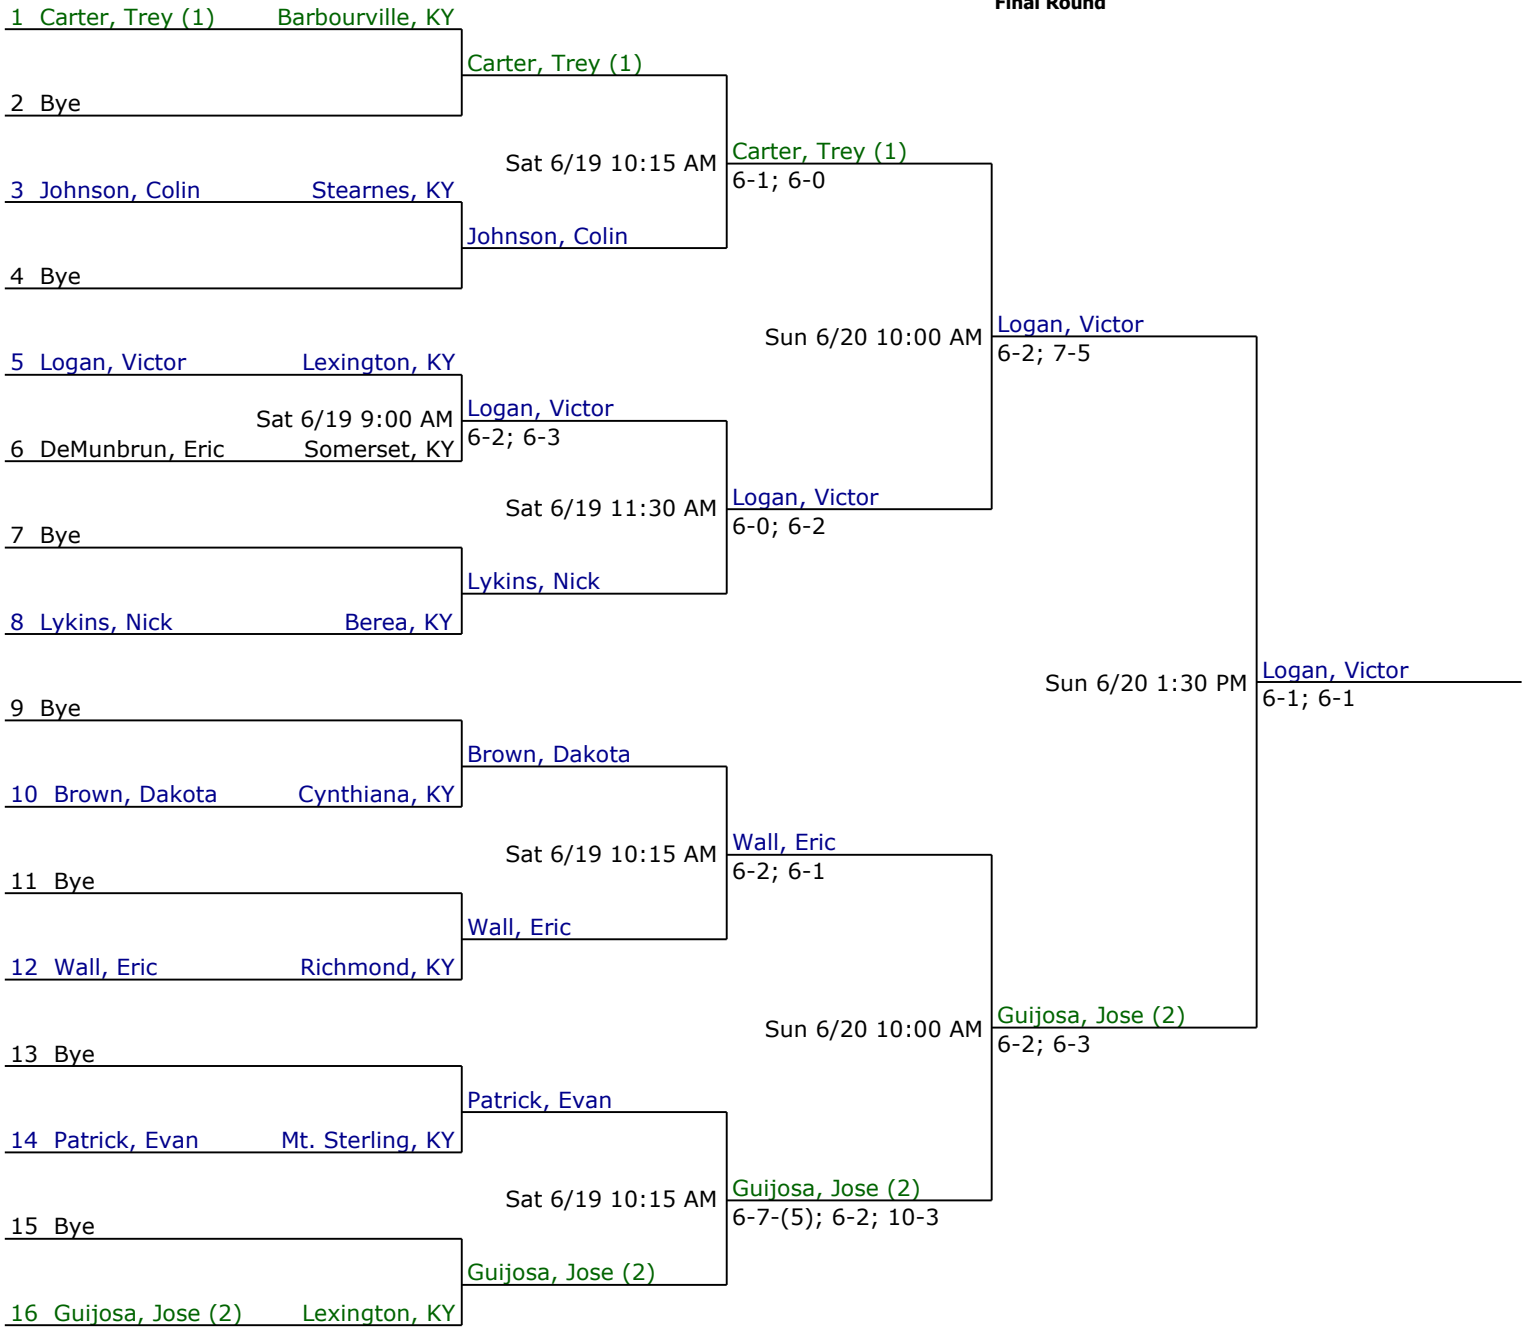 Final Round
1 Carter, Trey (1) Barbourville, KY
Carter, Trey (1)
2 Bye
Sat 6/19 10:15 AM
Carter, Trey (1)
6-1; 6-0
3 Johnson, Colin Stearnes, KY
Johnson, Colin
4 Bye
Sun 6/20 10:00 AM
Logan, Victor
6-2; 7-5
5 Logan, Victor Lexington, KY
Sat 6/19 9:00 AM
Logan, Victor
6-2; 6-3
6 DeMunbrun, Eric Somerset, KY
Sat 6/19 11:30 AM
Logan, Victor
6-0; 6-2
7 Bye
Lykins, Nick
8 Lykins, Nick Berea, KY
Sun 6/20 1:30 PM
Logan, Victor
6-1; 6-1
9 Bye
Brown, Dakota
10 Brown, Dakota Cynthiana, KY
Sat 6/19 10:15 AM
Wall, Eric
6-2; 6-1
11 Bye
Wall, Eric
12 Wall, Eric Richmond, KY
Sun 6/20 10:00 AM
Guijosa, Jose (2)
6-2; 6-3
13 Bye
Patrick, Evan
14 Patrick, Evan Mt. Sterling, KY
Sat 6/19 10:15 AM
Guijosa, Jose (2)
6-7-(5); 6-2; 10-3
15 Bye
Guijosa, Jose (2)
16 Guijosa, Jose (2) Lexington, KY